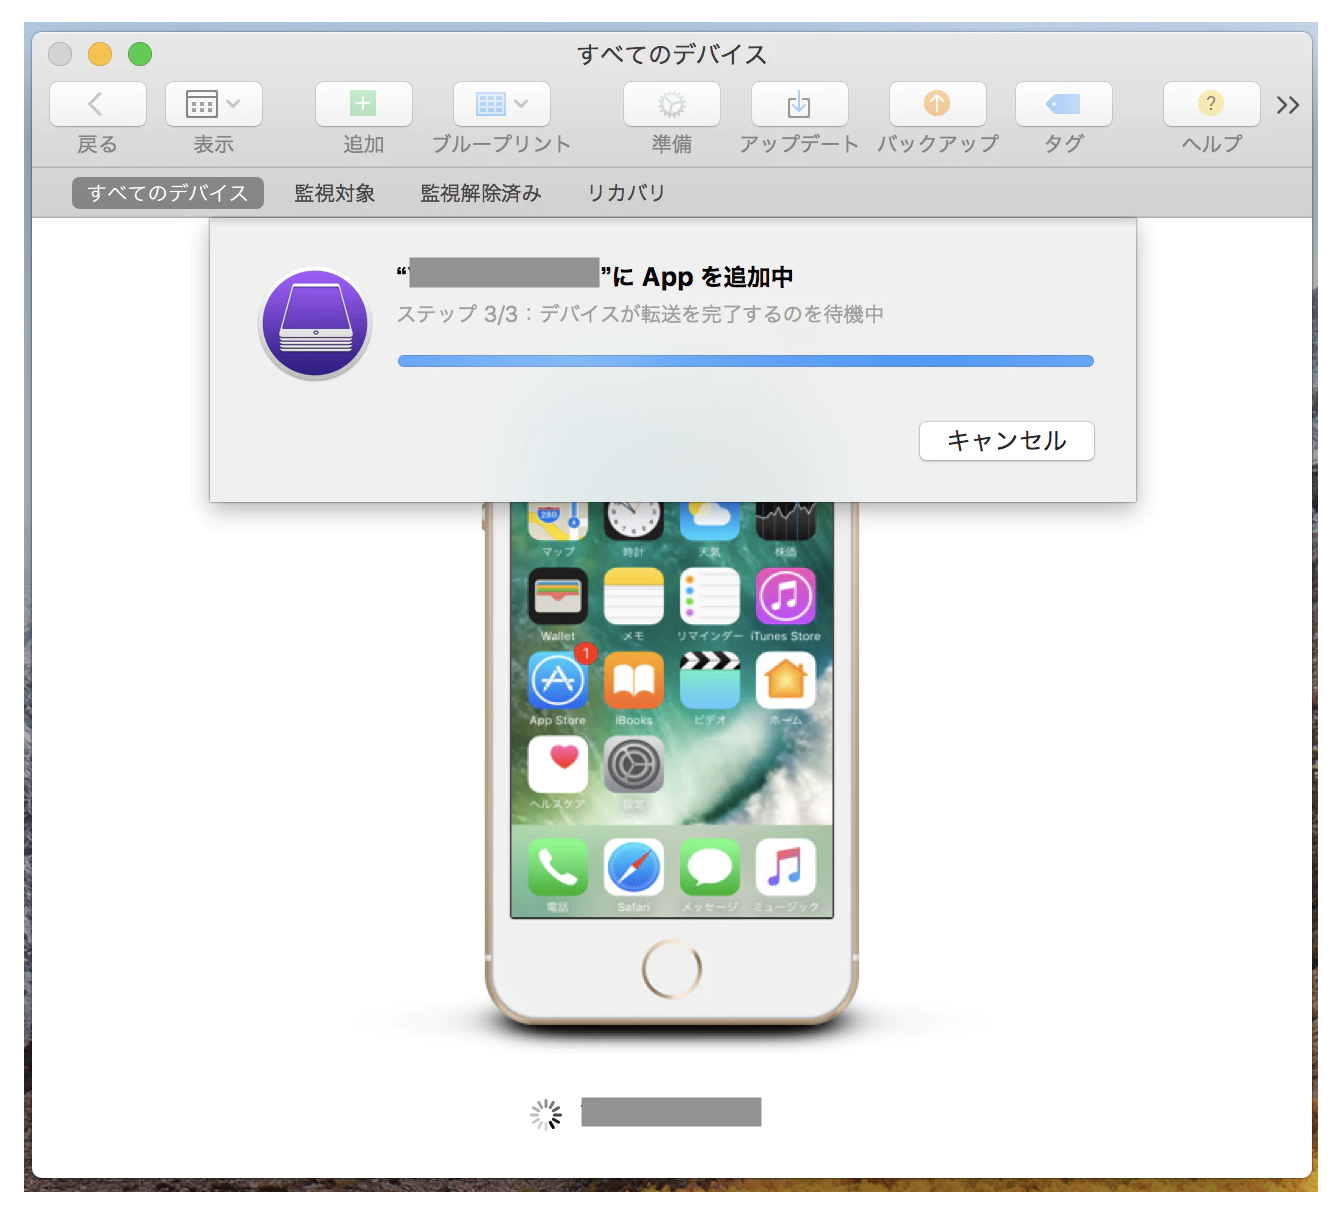 すべてのデバイス
戻る 表示 追加 ブループリント 準備 アップデート バックアップ タグ ヘルプ
すべてのデバイス 監視対象 監視解除済み リカバリ
“ ”に App を追加中
ステップ 3/3：デバイスが転送を完了するのを待機中
キャンセル
280
マップ 時計 天気 株価
Wallet メモ リマインダー iTunes Store
1
App Store iBooks ビデオ ホーム
ヘルスケア 設定
電話 Safari メッセージ ミュージック